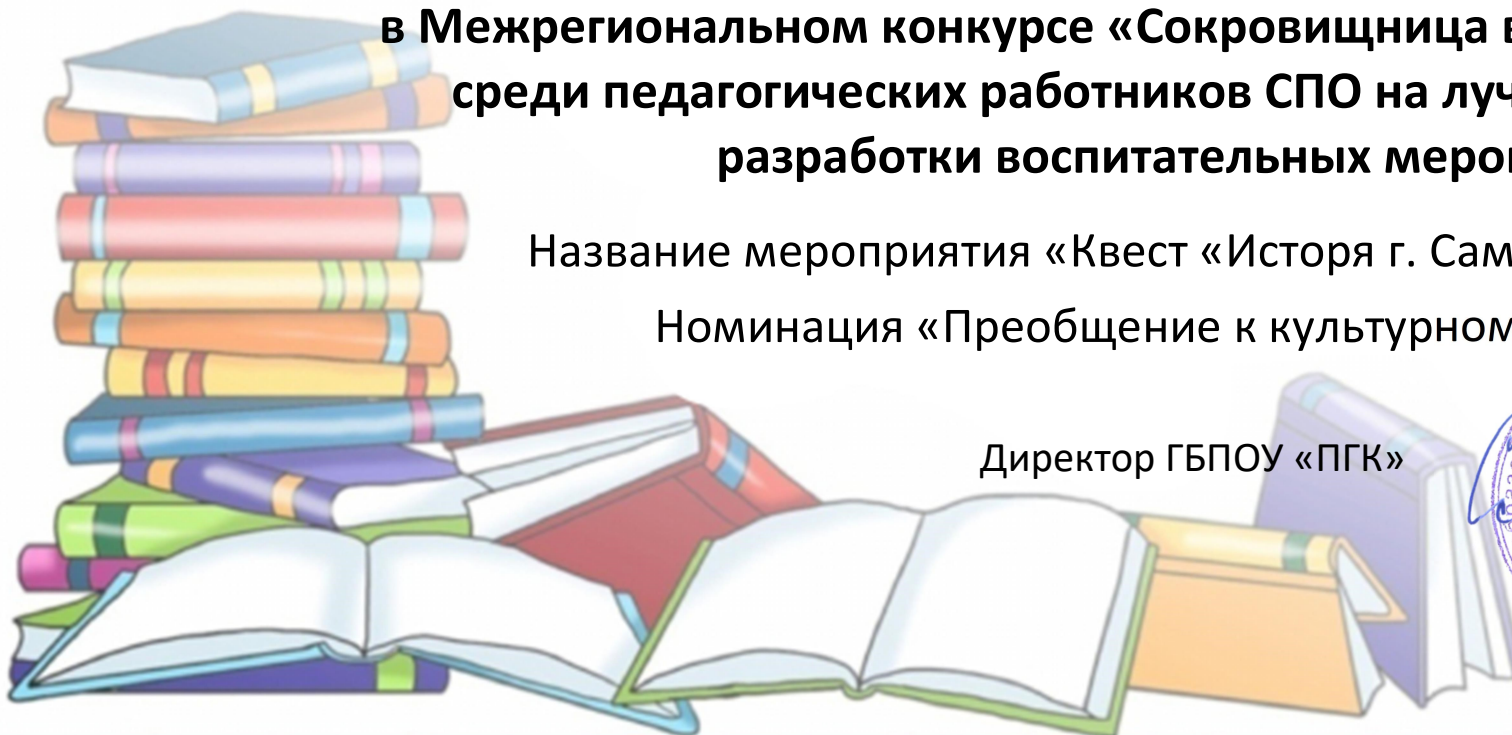 в Межрегиональном конкурсе «Сокровищница в
среди педагогических работников СПО на луч
разработки воспитательных меро
Название мероприятия «Квест «Исторя г. Сам
Номинация «Преобщение к культурном
Директор ГБПОУ «ПГК»